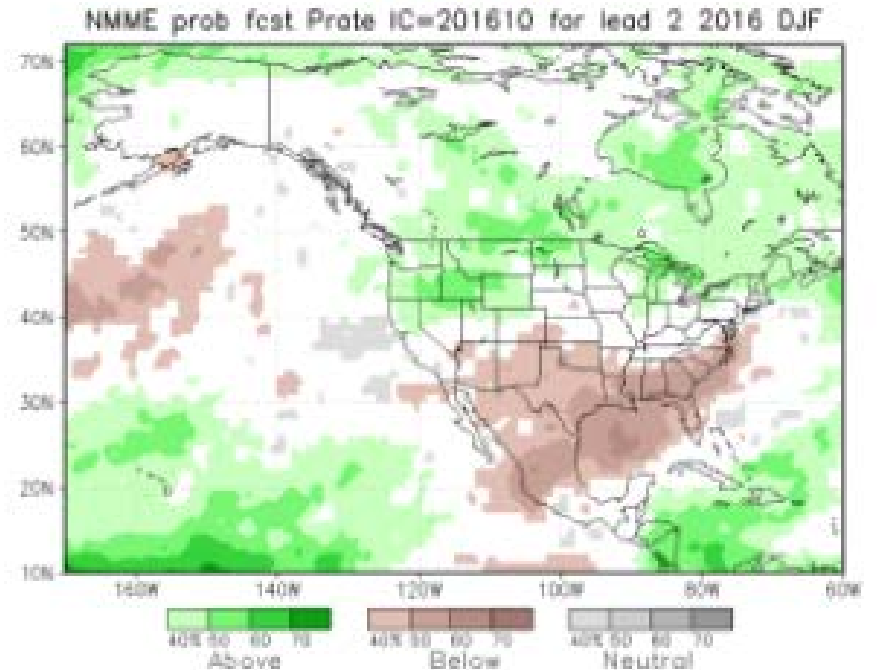 NMME prob fcst Prate IC=201610 for lead 2 2016 DJF
70N
60N
50N
40N
30N
20N
10N
160W 140W 120W 100W 80W 60W
40% 50 60 70 40% 50 60 70 40% 50 60 70
Above Below Neutral